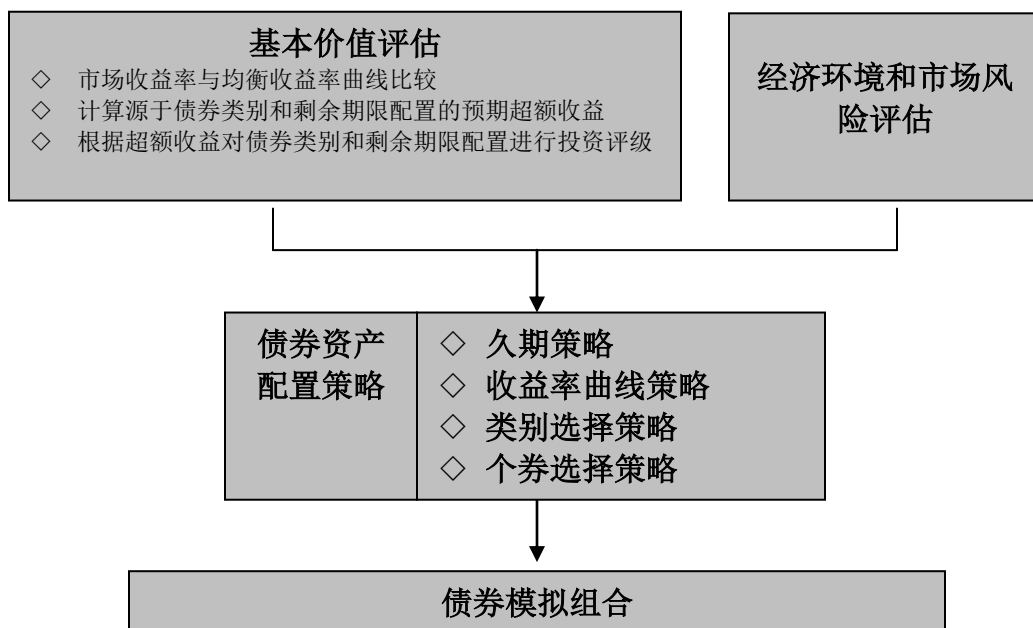 基本价值评估
◇ 市场收益率与均衡收益率曲线比较
◇ 计算源于债券类别和剩余期限配置的预期超额收益
◇ 根据超额收益对债券类别和剩余期限配置进行投资评级
经济环境和市场风
险评估
债券资产
配置策略
◇ 久期策略
◇ 收益率曲线策略
◇ 类别选择策略
◇ 个券选择策略
债券模拟组合